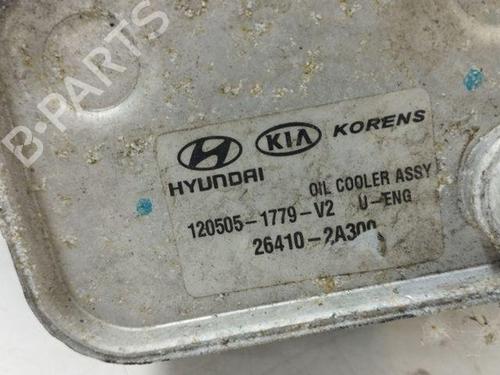 B-PARTS
HYUNDAI KIA KORENS
OIL COOLER ASSY
120505-1779-V2 U-ENG
26410-2A300